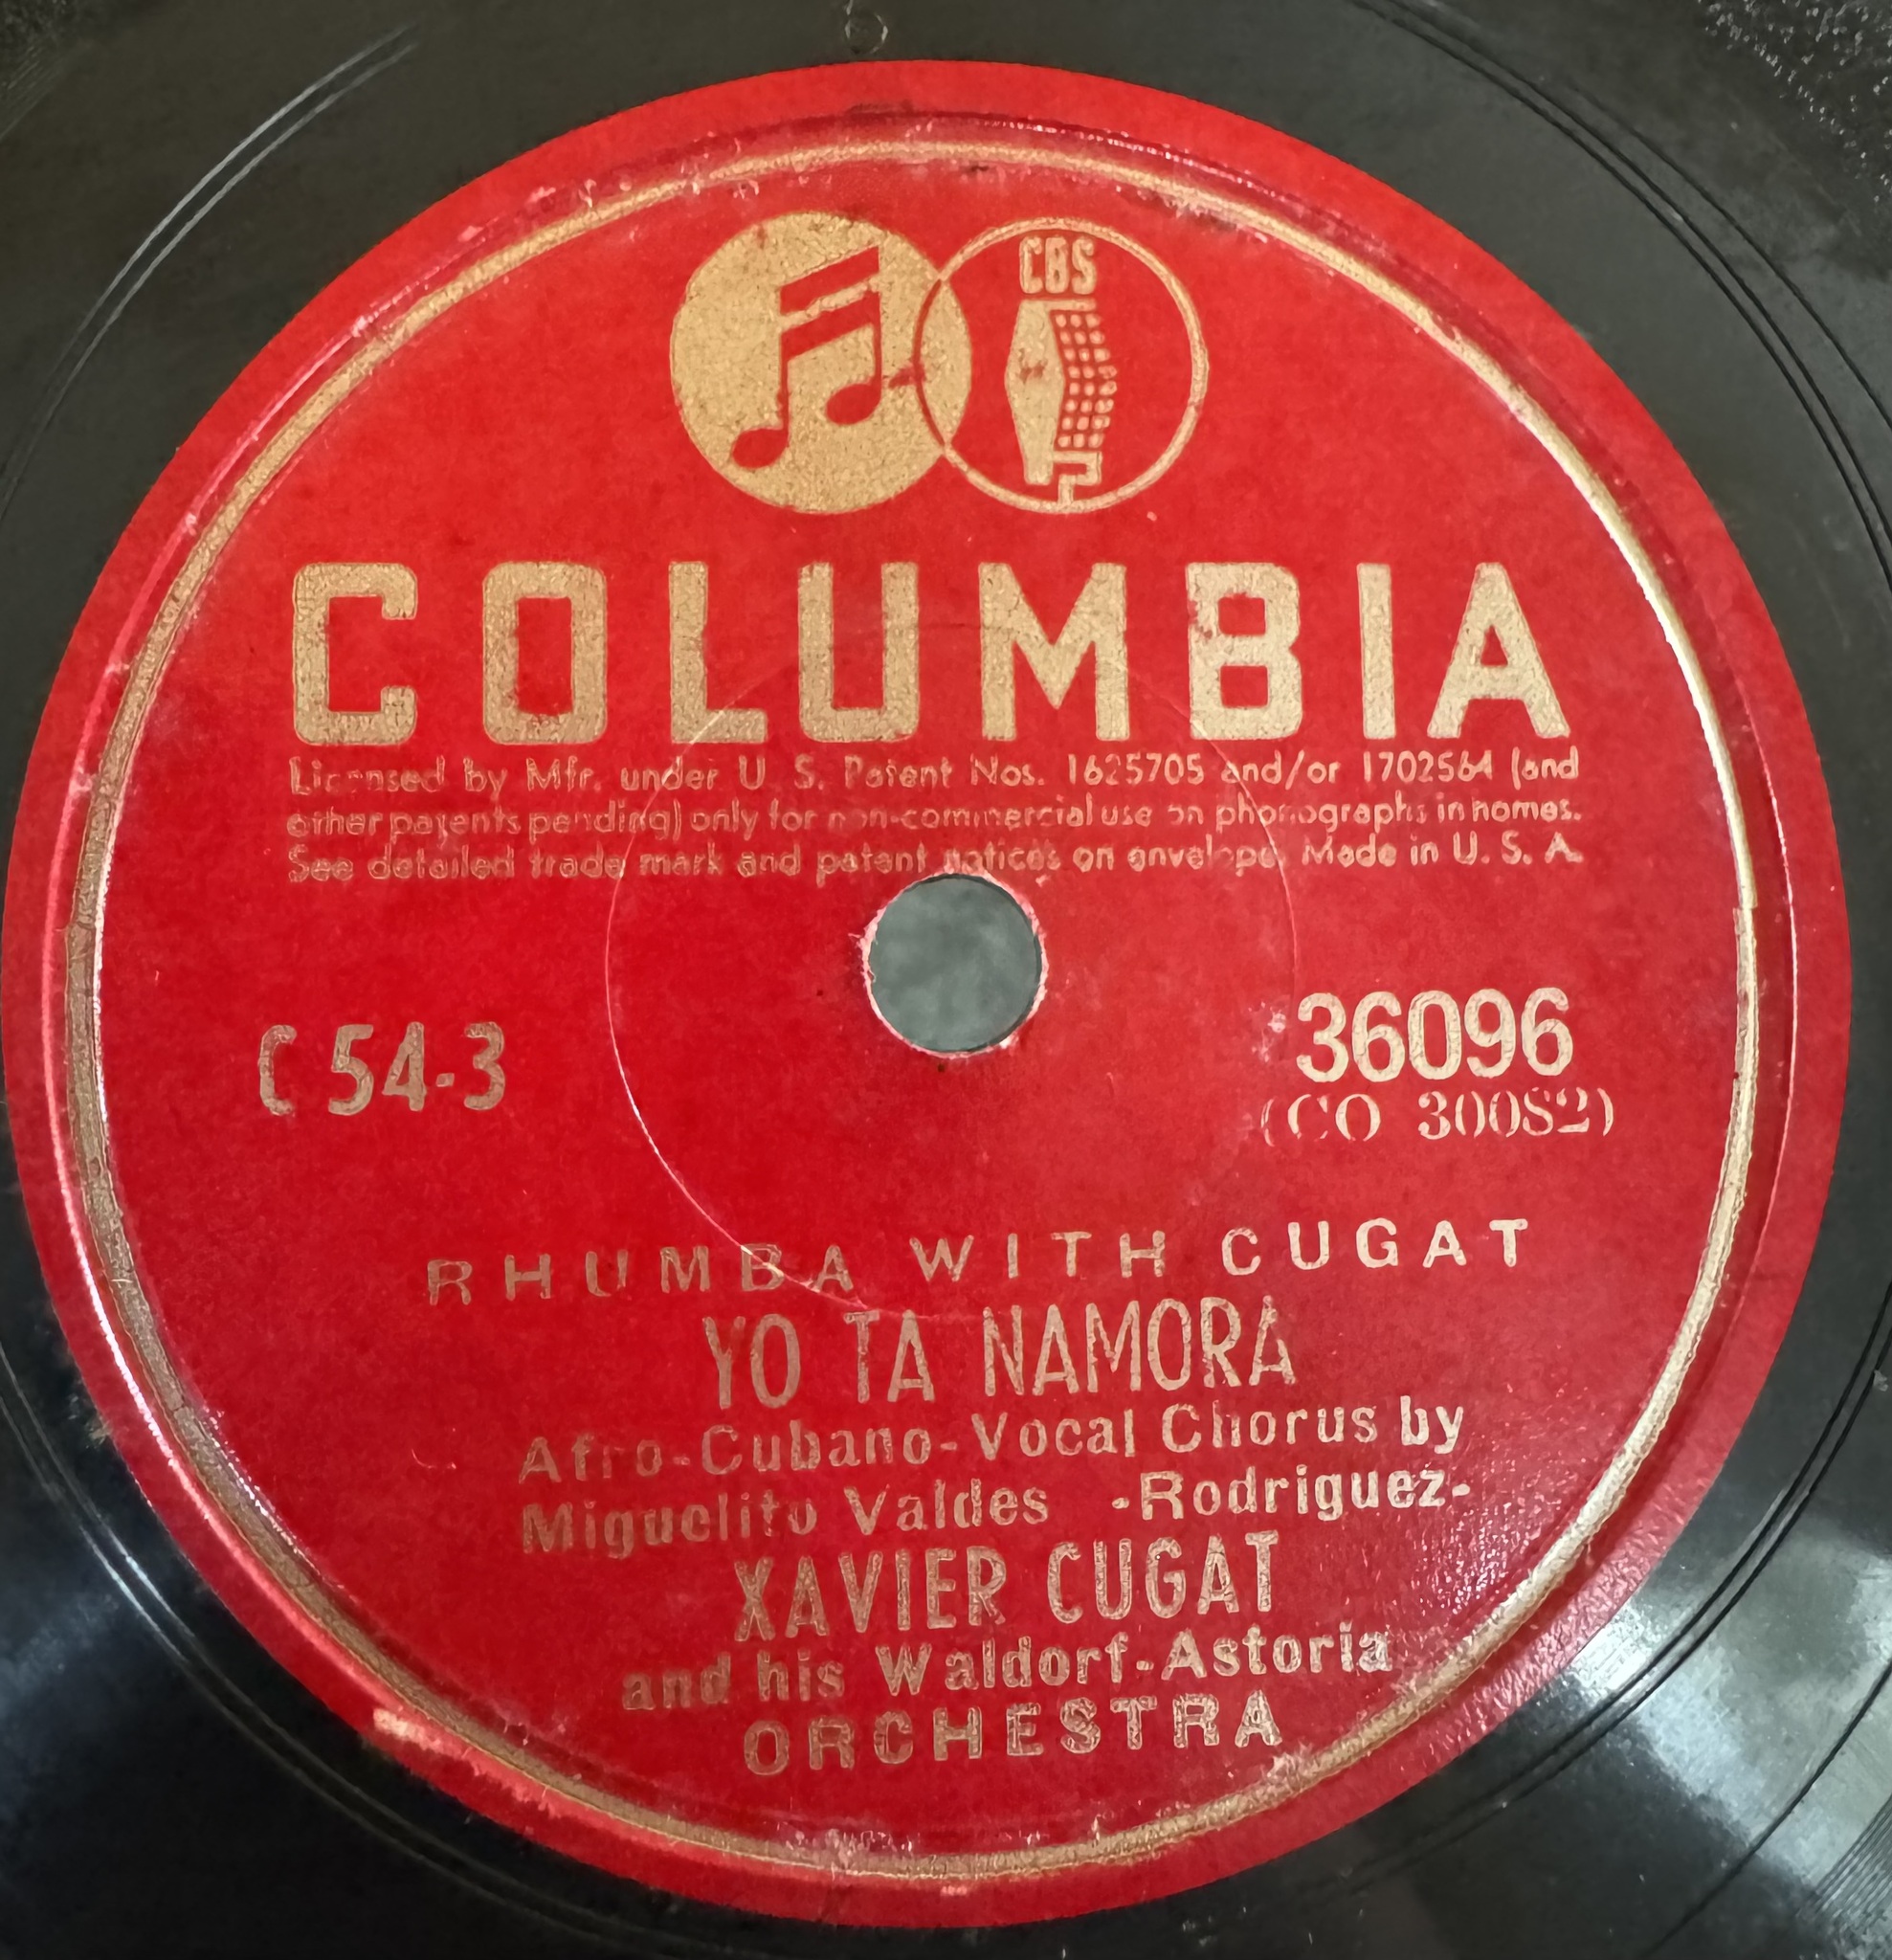 CBS
COLUMBIA
Licensed by Mfr. under U. S. Patent Nos. 1625705 and/or 1702564 (and
other patents pending) only for non-commercial use on phonographs in homes.
See detailed trade mark and patent notices on envelope. Made in U. S. A.
C 54-3
36096
(CO 30082)
RHUMBA WITH CUGAT
YO TA NAMORA
Afro-Cubano-Vocal Chorus by
Miguelito Valdes -Rodriguez-
XAVIER CUGAT
and his Waldorf-Astoria
ORCHESTRA